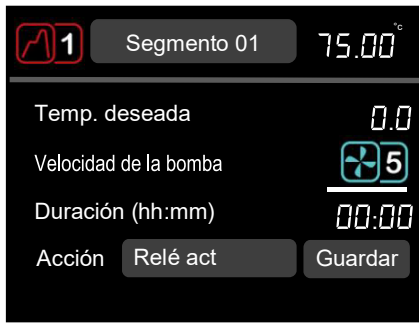 1 Segmento 01 75.00°c
Temp. deseada 0.0
Velocidad de la bomba 5
Duración (hh:mm) 00:00
Acción Relé act Guardar